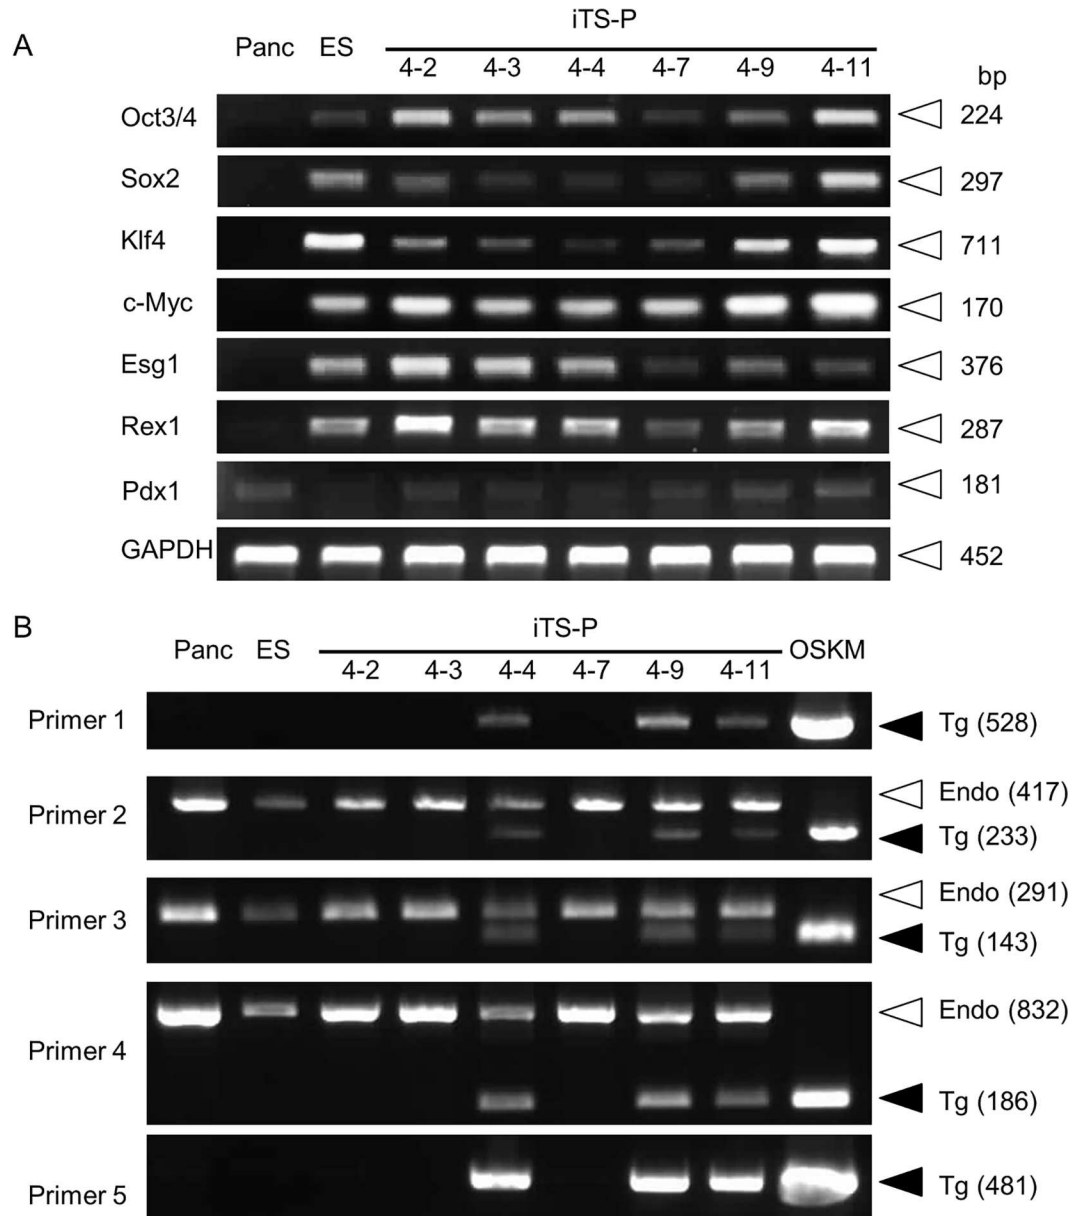 A
iTS-P
Panc ES
4-2 4-3 4-4 4-7 4-9 4-11
bp
Oct3/4 224
Sox2 297
Klf4 711
c-Myc 170
Esg1 376
Rex1 287
Pdx1 181
GAPDH 452
B
iTS-P
Panc ES OSKM
4-2 4-3 4-4 4-7 4-9 4-11
Primer 1 Tg (528)
Endo (417)
Primer 2
Tg (233)
Endo (291)
Primer 3
Tg (143)
Endo (832)
Primer 4
Tg (186)
Primer 5 Tg (481)